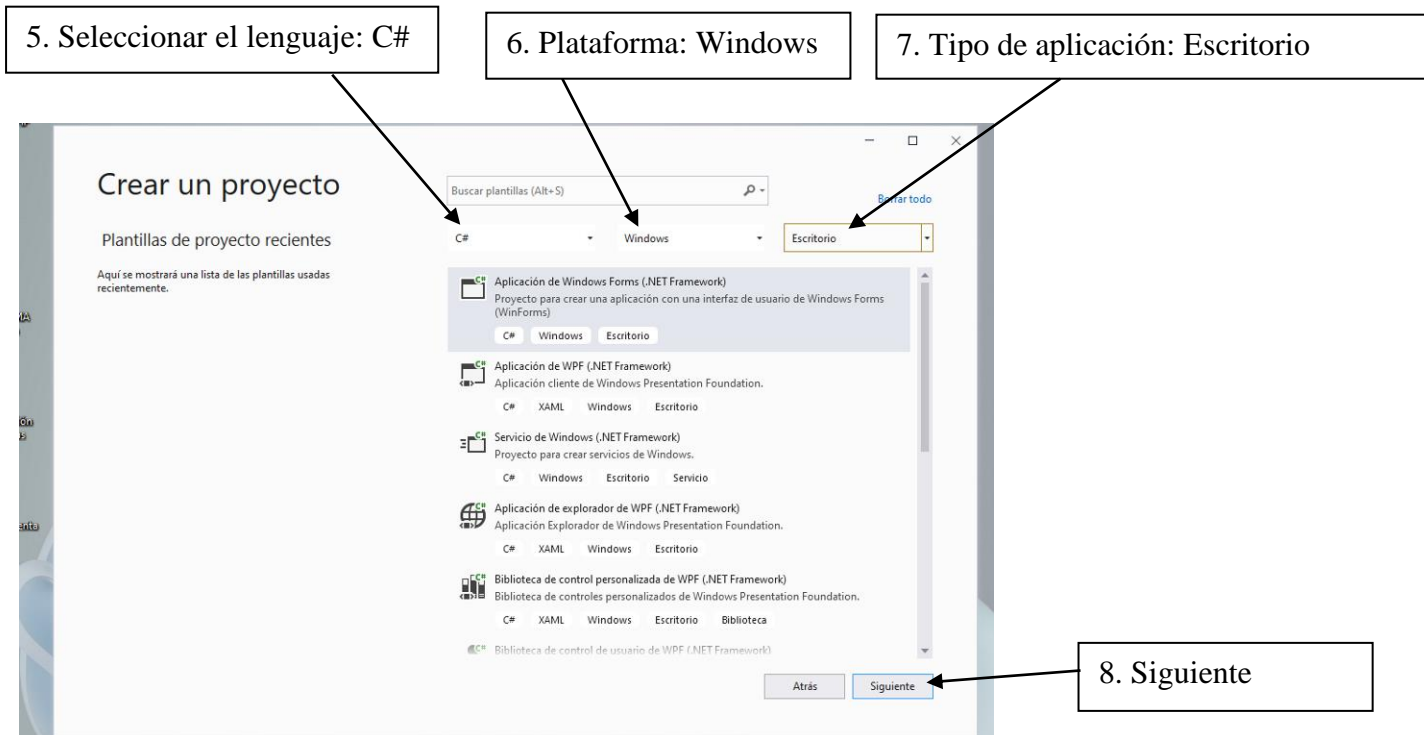 5. Seleccionar el lenguaje: C#
6. Plataforma: Windows
7. Tipo de aplicación: Escritorio
Crear un proyecto
Buscar plantillas (Alt+S)
Borrar todo
Plantillas de proyecto recientes
C#
Windows
Escritorio
Aquí se mostrará una lista de las plantillas usadas
recientemente.
Aplicación de Windows Forms (.NET Framework)
Proyecto para crear una aplicación con una interfaz de usuario de Windows Forms
(WinForms)
C# Windows Escritorio
Aplicación de WPF (.NET Framework)
Aplicación cliente de Windows Presentation Foundation.
C# XAML Windows Escritorio
Servicio de Windows (.NET Framework)
Proyecto para crear servicios de Windows.
C# Windows Escritorio Servicio
Aplicación de explorador de WPF (.NET Framework)
Aplicación Explorador de Windows Presentation Foundation.
C# XAML Windows Escritorio
Biblioteca de control personalizada de WPF (.NET Framework)
Biblioteca de controles personalizados de Windows Presentation Foundation.
C# XAML Windows Escritorio Biblioteca
Biblioteca de control de usuario de WPF (.NET Framework)
Atrás
Siguiente
8. Siguiente